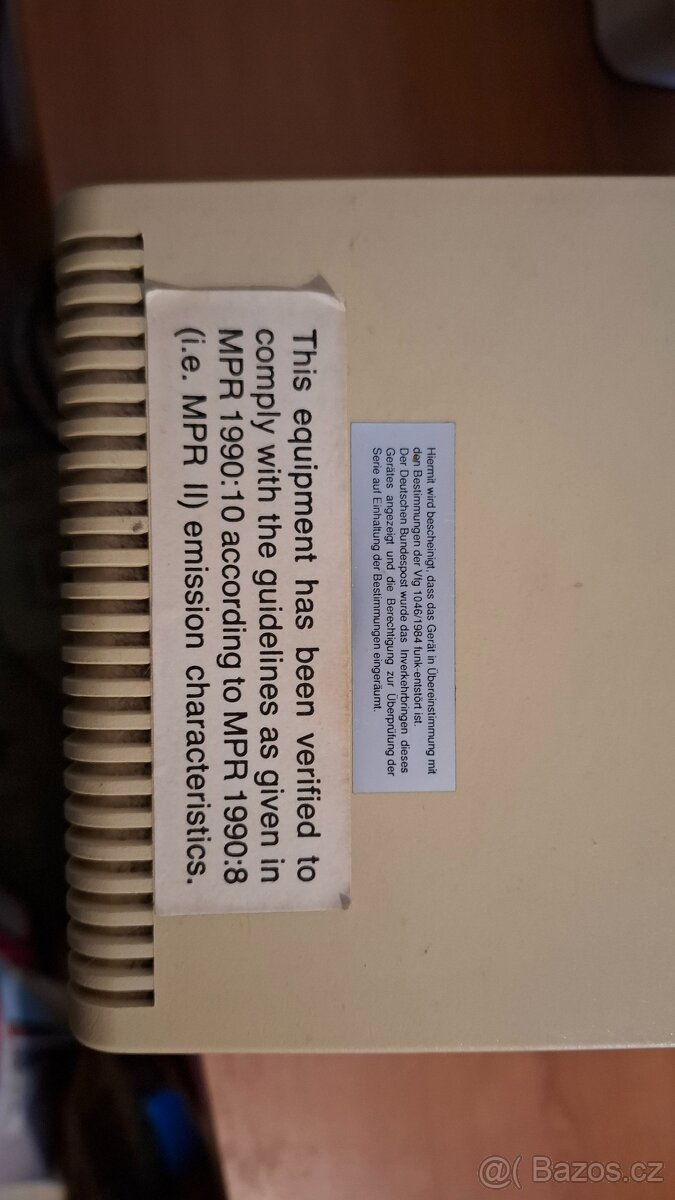 Hiermit wird bescheinigt, dass das Gerät in Übereinstimmung mit
den Bestimmungen der Vfg 1046/1984 funk-entstört ist.
Der Deutschen Bundespost wurde das Inverkehrbringen dieses
Gerätes angezeigt und die Berechtigung zur Überprüfung der
Serie auf Einhaltung der Bestimmungen eingeräumt.
This equipment has been verified to
comply with the guidelines as given in
MPR 1990:10 according to MPR 1990:8
(i.e. MPR II) emission characteristics.
@( Bazos.cz